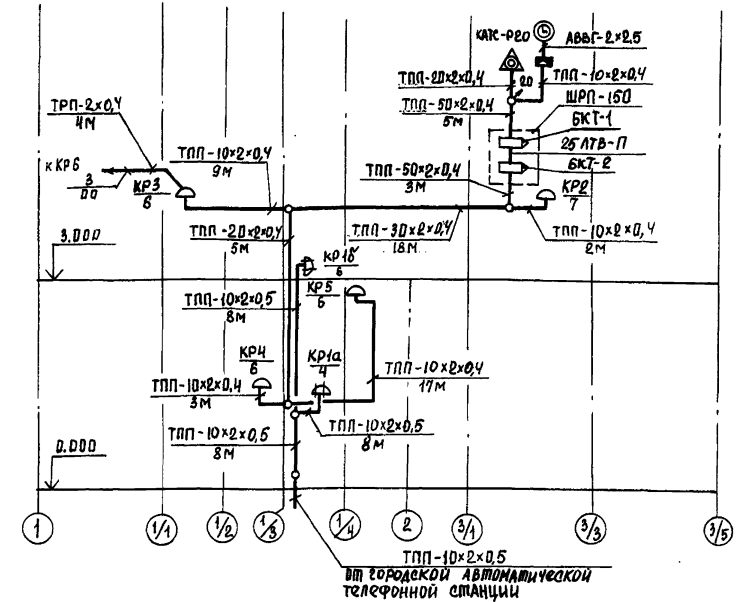 КАТС-Р20
АВВГ-2×2.5
ТПП-20×2×0,4
20
ТПП-10×2×0,4
ТПП-50×2×0,4
5М
ШРП-150
БКТ-1
25ЛТВ-П
БКТ-2
ТРП-2×0,4
4М
к КР6
3
00
КР3
6
ТПП-10×2×0,4
9М
ТПП-50×2×0,4
3М
КР2
7
ТПП-20×2×0,4
5М
ТПП-30×2×0,4
18М
ТПП-10×2×0,4
2М
3.000
КР1б
6
КР5
6
ТПП-10×2×0,5
8М
КР4
6
КР1а
4
ТПП-10×2×0,4
3М
ТПП-10×2×0,4
17М
ТПП-10×2×0,5
8М
ТПП-10×2×0,5
8М
0.000
1
1/1
1/2
1/3
1/4
2
3/1
3/3
3/5
ТПП-10×2×0,5
ОТ ГОРОДСКОЙ АВТОМАТИЧЕСКОЙ
ТЕЛЕФОННОЙ СТАНЦИИ